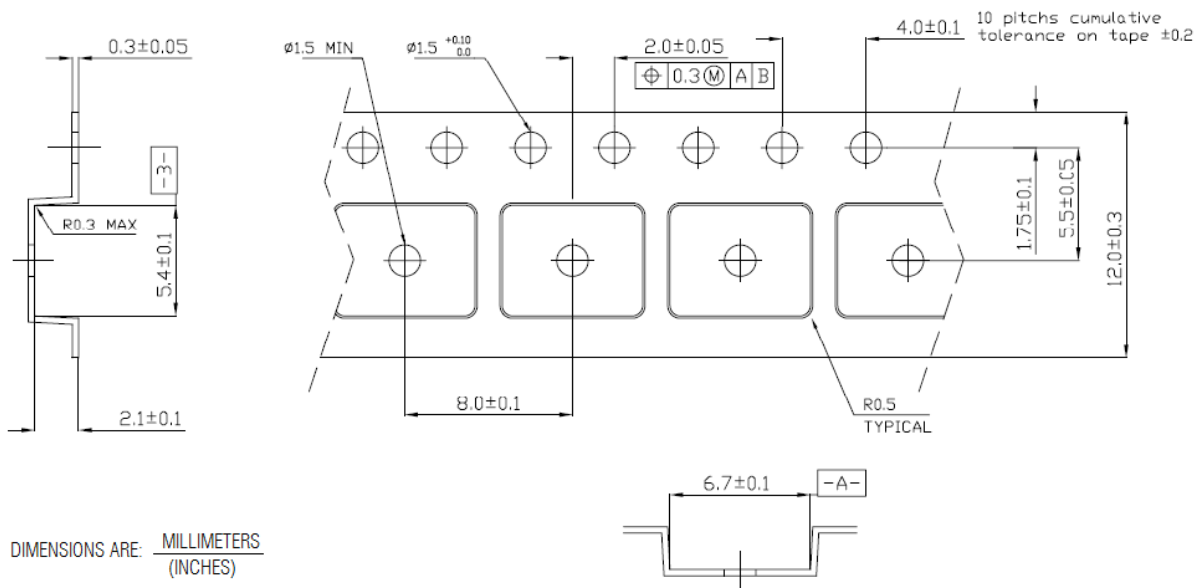 0.3±0.05
Ø1.5 MIN
Ø1.5 +0.10 0.0
2.0±0.05
⌖ 0.3 Ⓜ A B
4.0±0.1
10 pitchs cumulative
tolerance on tape ±0.2
-3-
R0.3 MAX
5.4±0.1
2.1±0.1
8.0±0.1
R0.5
TYPICAL
1.75±0.1
5.5±0.05
12.0±0.3
6.7±0.1
-A-
DIMENSIONS ARE: MILLIMETERS
(INCHES)